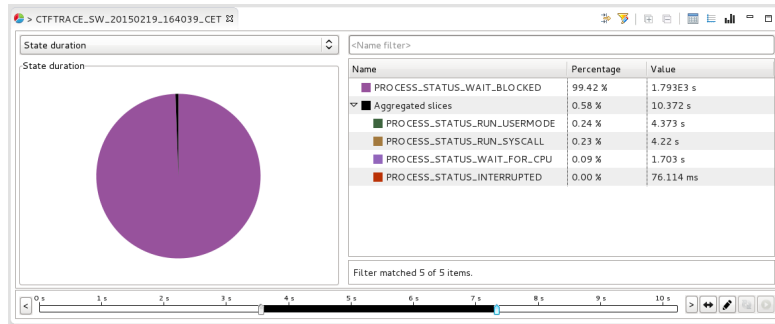 > CTFTRACE_SW_20150219_164039_CET
State duration
<Name filter>
State duration
Name Percentage Value
PROCESS_STATUS_WAIT_BLOCKED 99.42 % 1.793E3 s
Aggregated slices 0.58 % 10.372 s
PROCESS_STATUS_RUN_USERMODE 0.24 % 4.373 s
PROCESS_STATUS_RUN_SYSCALL 0.23 % 4.22 s
PROCESS_STATUS_WAIT_FOR_CPU 0.09 % 1.703 s
PROCESS_STATUS_INTERRUPTED 0.00 % 76.114 ms
Filter matched 5 of 5 items.
< 0 s 1 s 2 s 3 s 4 s 5 s 6 s 7 s 8 s 9 s 10 s >